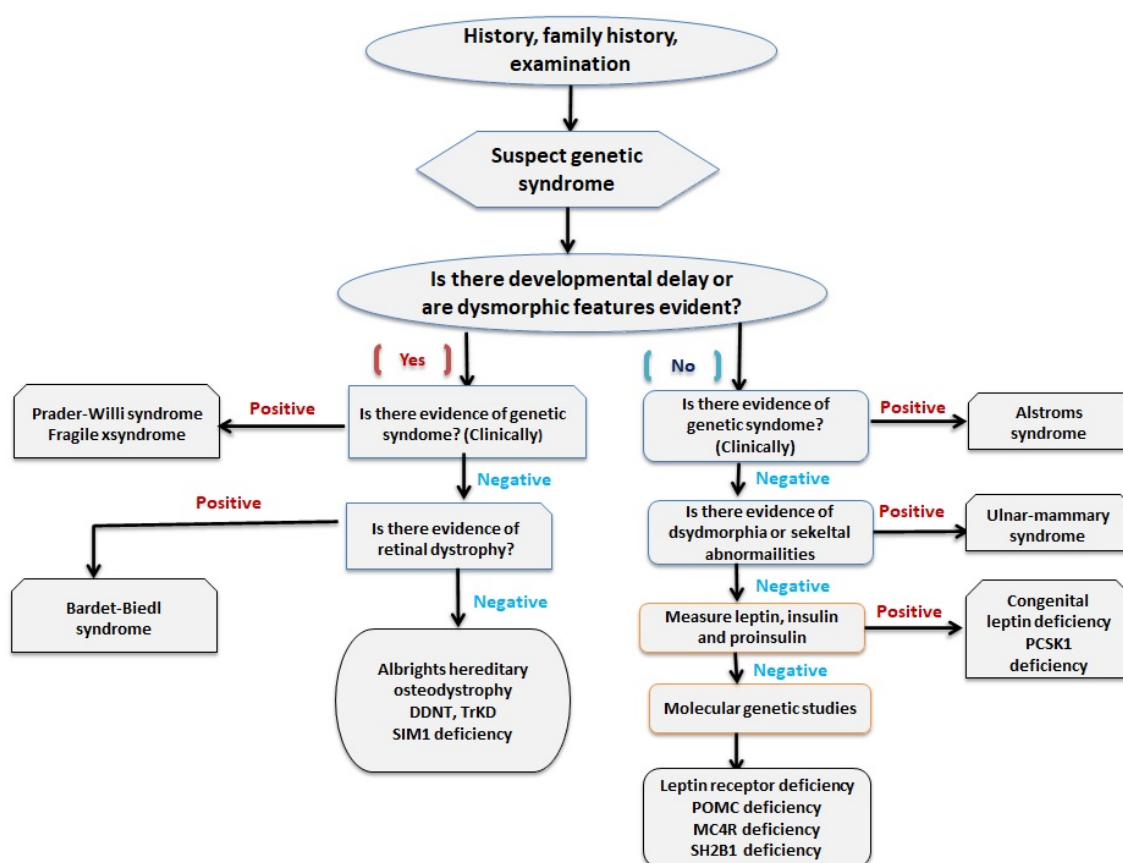 History, family history,
examination
Suspect genetic
syndrome
Is there developmental delay or
are dysmorphic features evident?
Yes
No
Prader-Willi syndrome
Fragile xsyndrome
Positive
Is there evidence of genetic
syndome? (Clinically)
Is there evidence of
genetic syndome?
(Clinically)
Positive
Alstroms
syndrome
Negative
Negative
Positive
Is there evidence of
retinal dystrophy?
Is there evidence of
dsydmorphia or sekeltal
abnormailities
Positive
Ulnar-mammary
syndrome
Bardet-Biedl
syndrome
Negative
Negative
Measure leptin, insulin
and proinsulin
Positive
Congenital
leptin deficiency
PCSK1
deficiency
Albrights hereditary
osteodystrophy
DDNT, TrKD
SIM1 deficiency
Negative
Molecular genetic studies
Leptin receptor deficiency
POMC deficiency
MC4R deficiency
SH2B1 deficiency